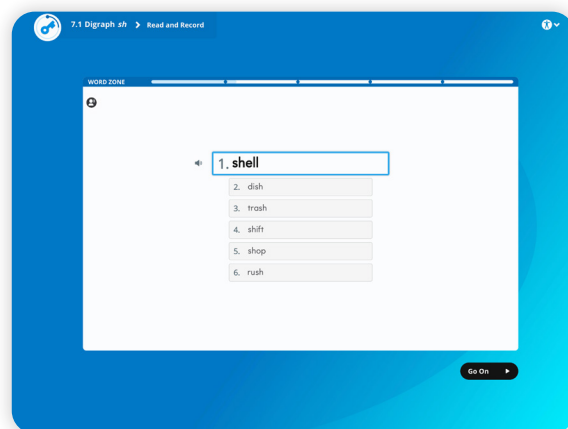 7.1 Digraph sh > Read and Record
WORD ZONE
1. shell
2. dish
3. trash
4. shift
5. shop
6. rush
Go On